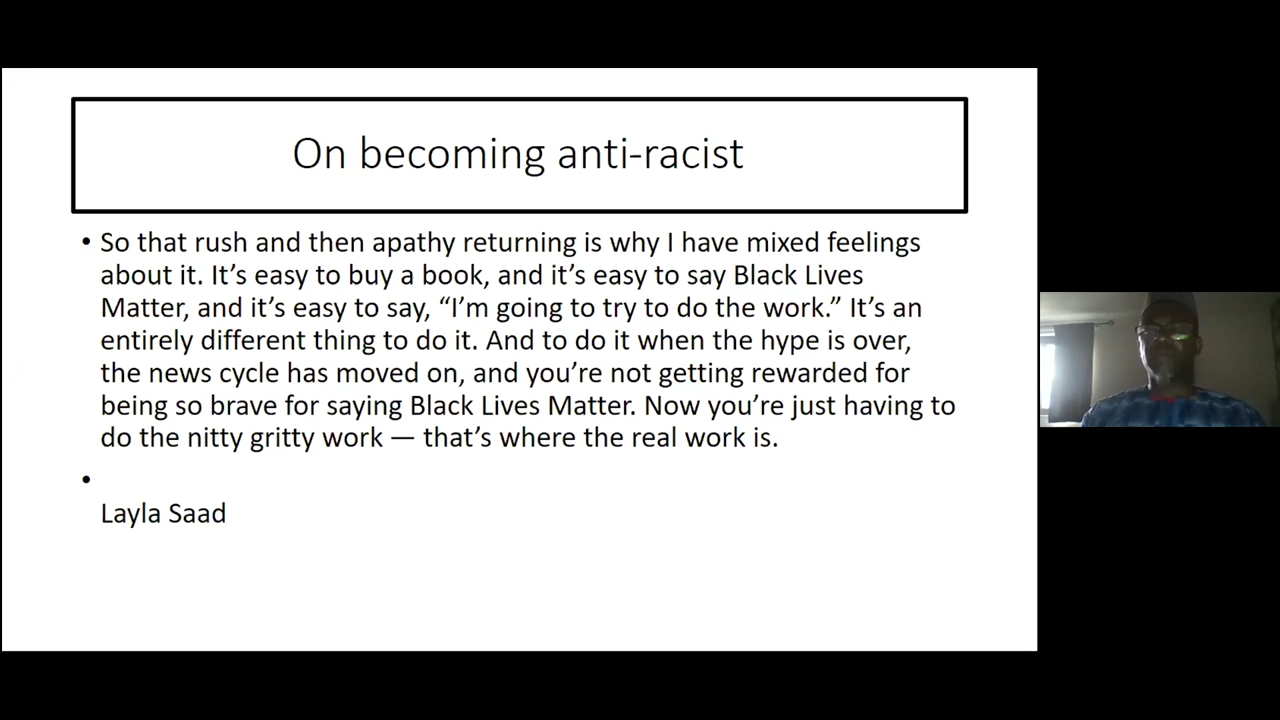 On becoming anti-racist
• So that rush and then apathy returning is why I have mixed feelings
about it. It’s easy to buy a book, and it’s easy to say Black Lives
Matter, and it’s easy to say, “I’m going to try to do the work.” It’s an
entirely different thing to do it. And to do it when the hype is over,
the news cycle has moved on, and you’re not getting rewarded for
being so brave for saying Black Lives Matter. Now you’re just having to
do the nitty gritty work — that’s where the real work is.
•
Layla Saad